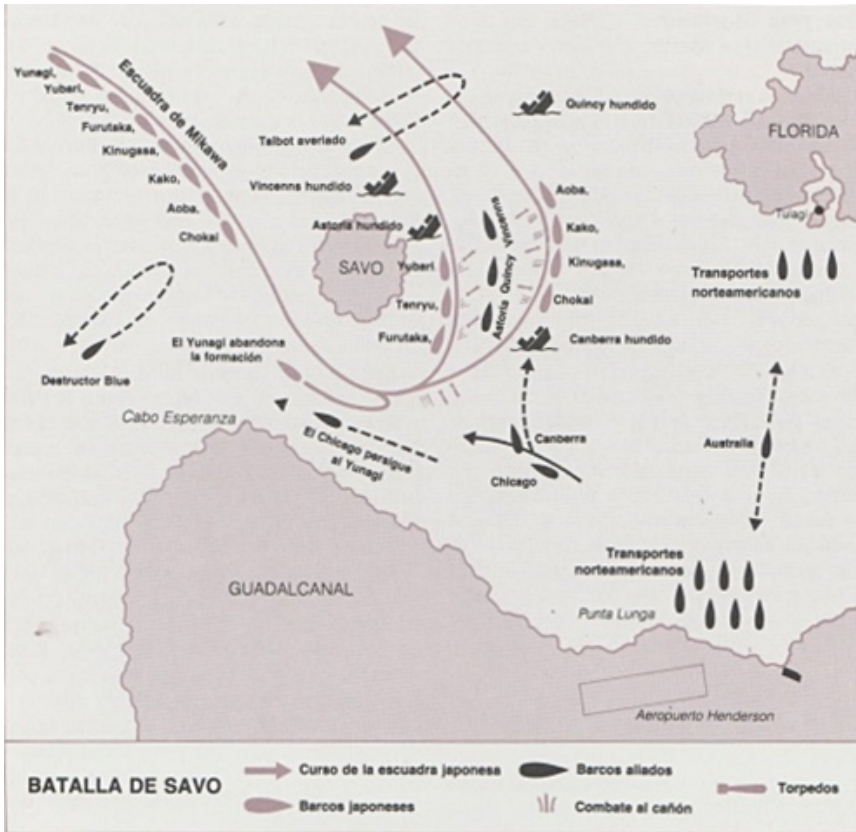 Yunagi,
Yubari,
Tenryu,
Furutaka,
Kinugasa,
Kako,
Aoba,
Chokai
Escuadra de Mikawa
Talbot averiado
Vincenns hundido
Astoria hundido
Quincy hundido
FLORIDA
Tulagi
Transportes
norteamericanos
SAVO
Yubari
Tenryu,
Furutaka,
Vincenns
Quincy
Astoria
Aoba,
Kako,
Kinugasa,
Chokai
Canberra hundido
El Yunagi abandona
la formación
Destructor Blue
Cabo Esperanza
El Chicago persigue
al Yunagi
Canberra
Chicago
Australia
Transportes
norteamericanos
Punta Lunga
GUADALCANAL
Aeropuerto Henderson
BATALLA DE SAVO
Curso de la escuadra japonesa
Barcos japoneses
Barcos aliados
Combate al cañón
Torpedos